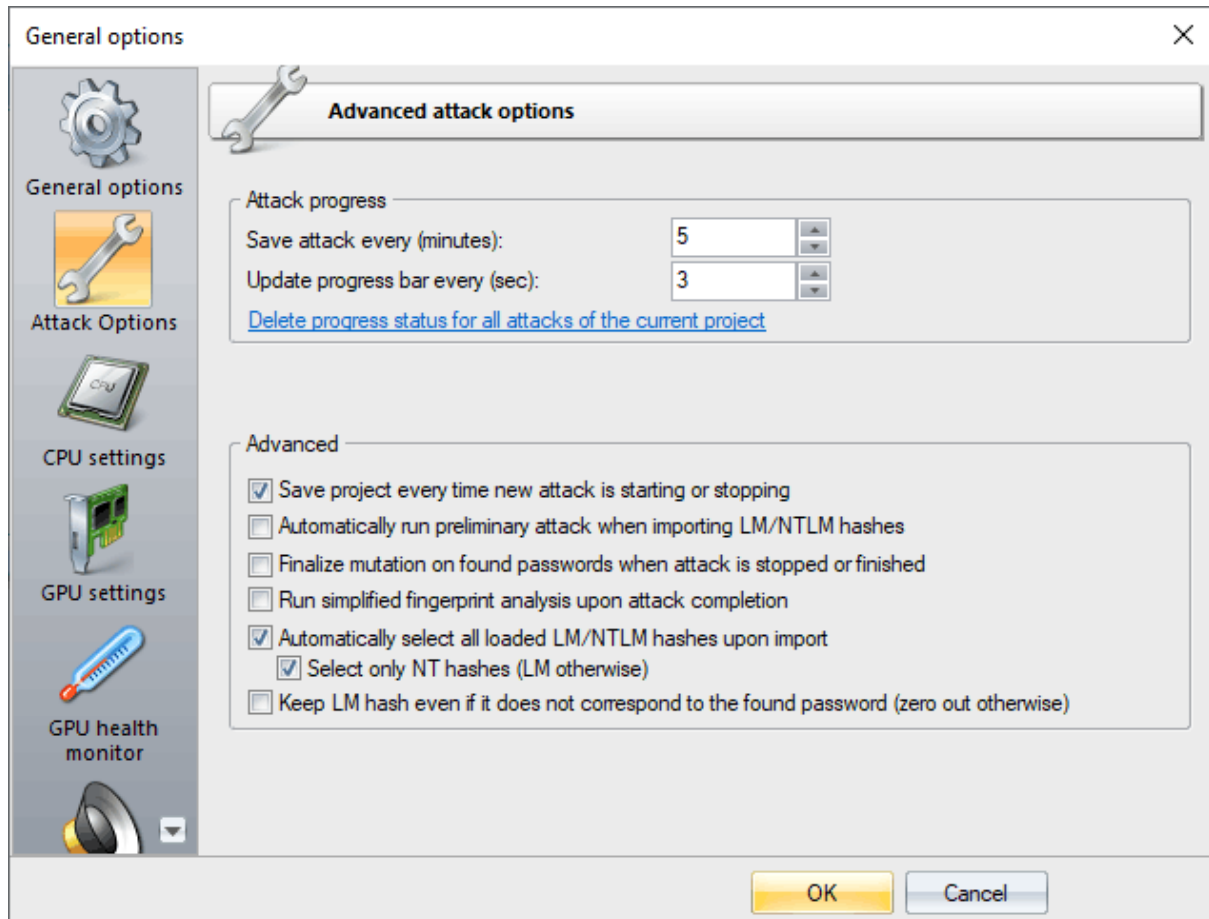 General options
General options
Attack Options
CPU
CPU settings
GPU settings
GPU health
monitor
Advanced attack options
Attack progress
Save attack every (minutes):
5
Update progress bar every (sec):
3
Delete progress status for all attacks of the current project
Advanced
Save project every time new attack is starting or stopping
Automatically run preliminary attack when importing LM/NTLM hashes
Finalize mutation on found passwords when attack is stopped or finished
Run simplified fingerprint analysis upon attack completion
Automatically select all loaded LM/NTLM hashes upon import
Select only NT hashes (LM otherwise)
Keep LM hash even if it does not correspond to the found password (zero out otherwise)
OK
Cancel